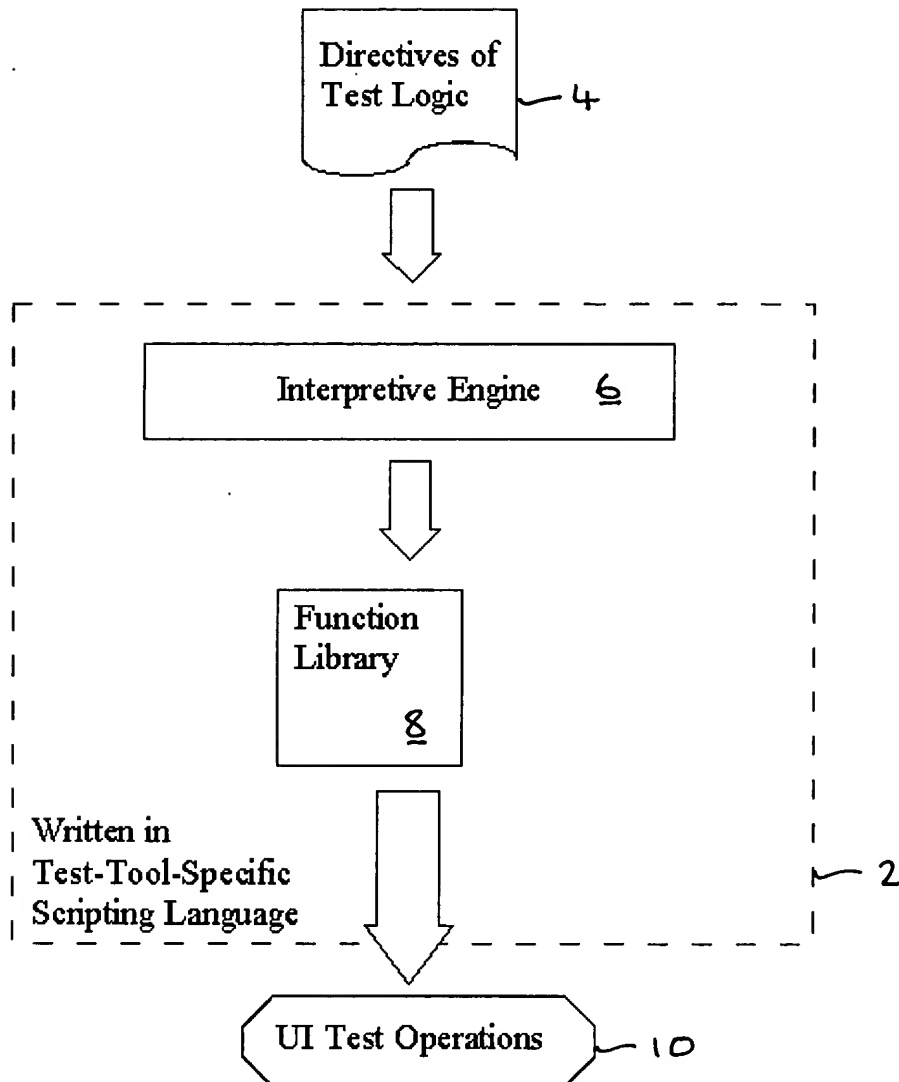 Directives of
Test Logic
4
Interpretive Engine 6
Function
Library
8
Written in
Test-Tool-Specific
Scripting Language
2
UI Test Operations
10